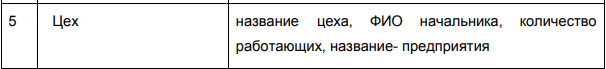 5 Цех название цеха, ФИО начальника, количество
работающих, название- предприятия